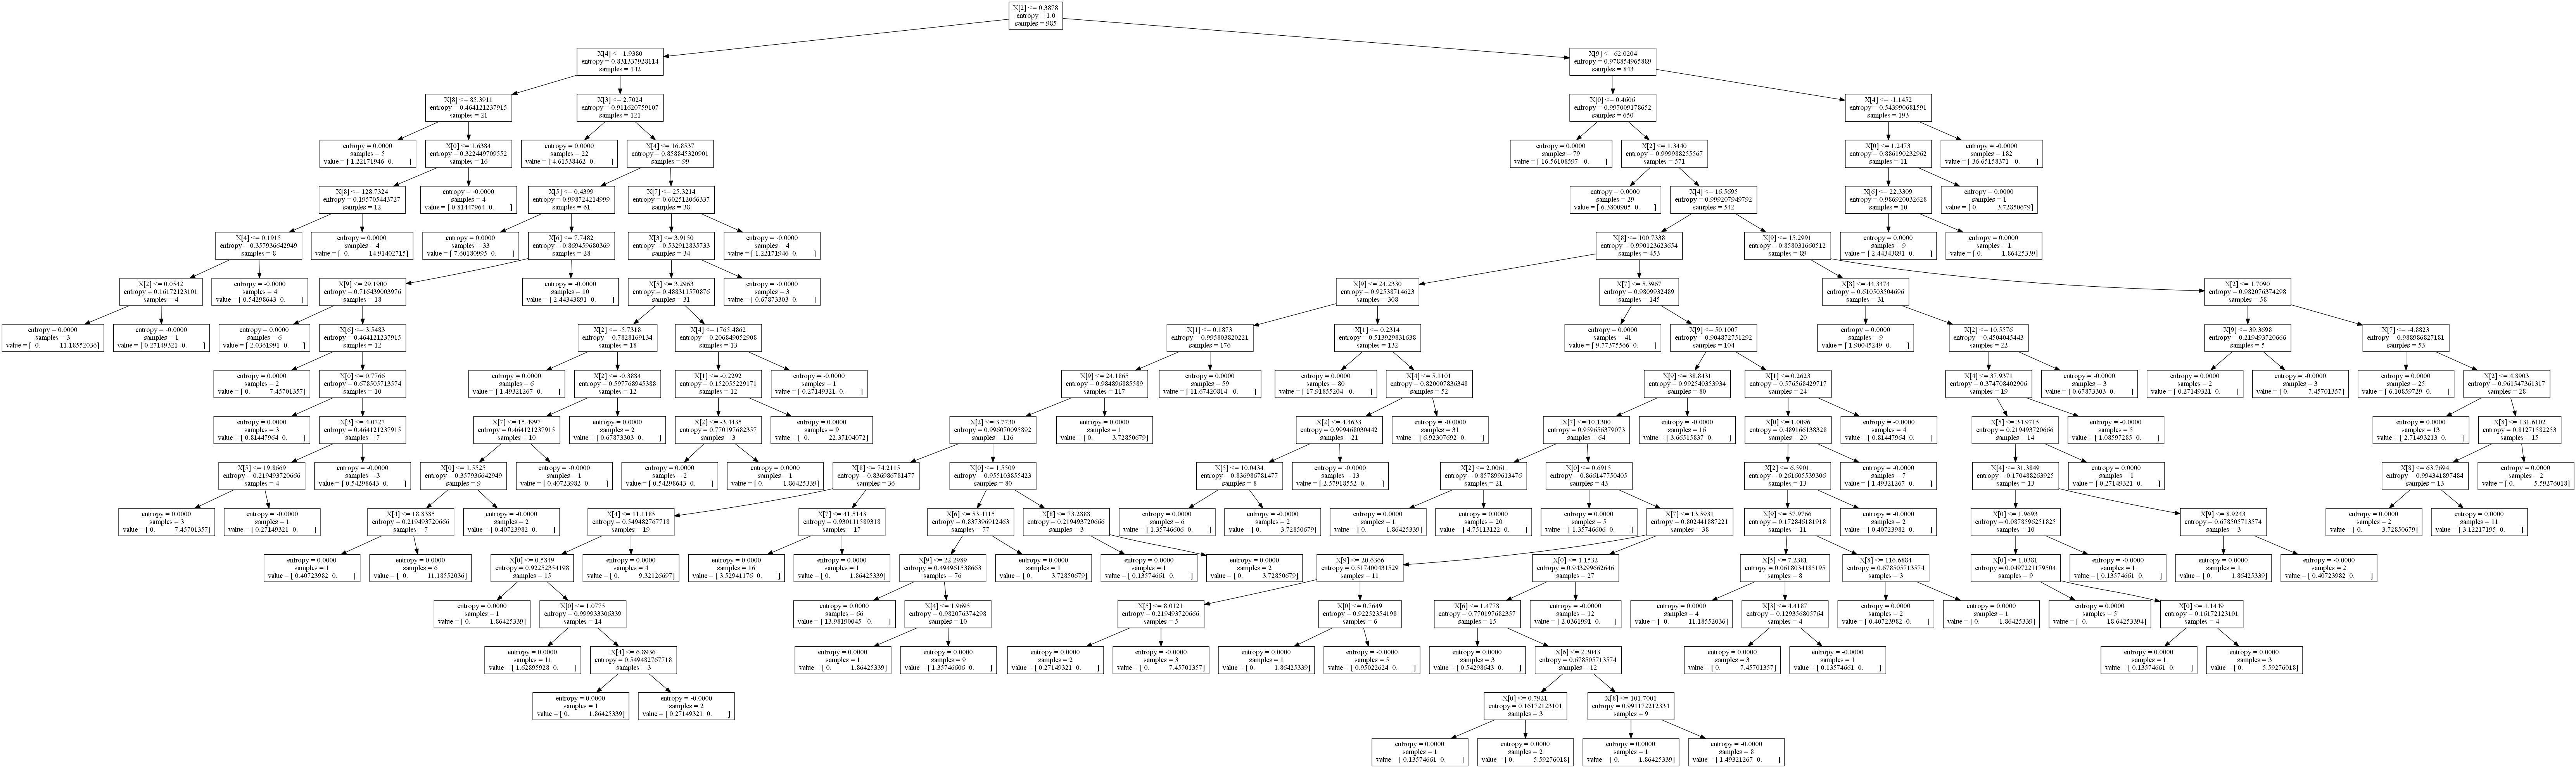 X[2] <= 0.3878
entropy = 1.0
samples = 985
X[4] <= 1.9380
entropy = 0.831337928114
samples = 142
X[9] <= 62.0204
entropy = 0.978854965889
samples = 843
X[8] <= 85.3911
entropy = 0.464121237915
samples = 21
X[3] <= 2.7024
entropy = 0.911620759107
samples = 121
X[0] <= 0.4606
entropy = 0.997009178652
samples = 650
X[4] <= -1.1452
entropy = 0.543990681591
samples = 193
entropy = 0.0000
samples = 5
value = [ 1.22171946 0. ]
X[0] <= 1.6384
entropy = 0.322449709552
samples = 16
entropy = 0.0000
samples = 22
value = [ 4.61538462 0. ]
X[4] <= 16.8537
entropy = 0.858845320901
samples = 99
entropy = 0.0000
samples = 79
value = [ 16.56108597 0. ]
X[2] <= 1.3440
entropy = 0.999988255567
samples = 571
X[0] <= 1.2473
entropy = 0.886190232962
samples = 11
entropy = -0.0000
samples = 182
value = [ 36.65158371 0. ]
X[8] <= 128.7324
entropy = 0.195705443727
samples = 12
entropy = -0.0000
samples = 4
value = [ 0.81447964 0. ]
X[5] <= 0.4399
entropy = 0.998724214999
samples = 61
X[7] <= 25.3214
entropy = 0.602512066337
samples = 38
entropy = 0.0000
samples = 29
value = [ 6.3800905 0. ]
X[4] <= 16.5695
entropy = 0.999207949792
samples = 542
X[6] <= 22.3309
entropy = 0.986920032628
samples = 10
entropy = 0.0000
samples = 1
value = [ 0. 3.72850679]
X[4] <= 0.1915
entropy = 0.357936642949
samples = 8
entropy = 0.0000
samples = 4
value = [ 0. 14.91402715]
entropy = 0.0000
samples = 33
value = [ 7.60180995 0. ]
X[6] <= 7.7482
entropy = 0.869459680369
samples = 28
X[3] <= 3.9150
entropy = 0.532912835733
samples = 34
entropy = -0.0000
samples = 4
value = [ 1.22171946 0. ]
X[8] <= 100.7338
entropy = 0.990123623654
samples = 453
X[9] <= 15.2991
entropy = 0.858031660512
samples = 89
entropy = 0.0000
samples = 9
value = [ 2.44343891 0. ]
entropy = 0.0000
samples = 1
value = [ 0. 1.86425339]
X[2] <= 0.0542
entropy = 0.16172123101
samples = 4
entropy = -0.0000
samples = 4
value = [ 0.54298643 0. ]
X[9] <= 29.1900
entropy = 0.716439003976
samples = 18
entropy = -0.0000
samples = 10
value = [ 2.44343891 0. ]
X[5] <= 3.2963
entropy = 0.488311570876
samples = 31
entropy = -0.0000
samples = 3
value = [ 0.67873303 0. ]
X[9] <= 24.2330
entropy = 0.92538714623
samples = 308
X[7] <= 5.3967
entropy = 0.9809932489
samples = 145
X[8] <= 44.3474
entropy = 0.610503504696
samples = 31
X[2] <= 1.7090
entropy = 0.982076374298
samples = 58
entropy = 0.0000
samples = 3
value = [ 0. 11.18552036]
entropy = -0.0000
samples = 1
value = [ 0.27149321 0. ]
entropy = 0.0000
samples = 6
value = [ 2.0361991 0. ]
X[6] <= 3.5483
entropy = 0.464121237915
samples = 12
X[2] <= -5.7318
entropy = 0.7828169134
samples = 18
X[4] <= 1765.4862
entropy = 0.206849052908
samples = 13
X[1] <= 0.1873
entropy = 0.995803820221
samples = 176
X[1] <= 0.2314
entropy = 0.513929831638
samples = 132
entropy = 0.0000
samples = 41
value = [ 9.77375566 0. ]
X[9] <= 50.1007
entropy = 0.904872751292
samples = 104
entropy = 0.0000
samples = 9
value = [ 1.90045249 0. ]
X[2] <= 10.5576
entropy = 0.4504045443
samples = 22
X[9] <= 39.3698
entropy = 0.219493720666
samples = 5
X[7] <= -4.8823
entropy = 0.988986827181
samples = 53
entropy = 0.0000
samples = 2
value = [ 0. 7.45701357]
X[0] <= 0.7766
entropy = 0.678505713574
samples = 10
entropy = 0.0000
samples = 6
value = [ 1.49321267 0. ]
X[2] <= -0.3884
entropy = 0.597768945388
samples = 12
X[1] <= -0.2292
entropy = 0.152055229171
samples = 12
entropy = -0.0000
samples = 1
value = [ 0.27149321 0. ]
X[9] <= 24.1865
entropy = 0.984896885589
samples = 117
entropy = 0.0000
samples = 59
value = [ 11.67420814 0. ]
entropy = 0.0000
samples = 80
value = [ 17.91855204 0. ]
X[4] <= 5.1101
entropy = 0.820007836348
samples = 52
X[9] <= 38.8431
entropy = 0.992540353934
samples = 80
X[1] <= 0.2623
entropy = 0.576568429717
samples = 24
X[4] <= 37.9371
entropy = 0.374708402906
samples = 19
entropy = -0.0000
samples = 3
value = [ 0.67873303 0. ]
entropy = 0.0000
samples = 2
value = [ 0.27149321 0. ]
entropy = -0.0000
samples = 3
value = [ 0. 7.45701357]
entropy = 0.0000
samples = 25
value = [ 6.10859729 0. ]
X[2] <= 4.8903
entropy = 0.961547361317
samples = 28
entropy = 0.0000
samples = 3
value = [ 0.81447964 0. ]
X[3] <= 4.0727
entropy = 0.464121237915
samples = 7
X[7] <= 15.4997
entropy = 0.464121237915
samples = 10
entropy = 0.0000
samples = 2
value = [ 0.67873303 0. ]
X[2] <= -3.4435
entropy = 0.770197682357
samples = 3
entropy = 0.0000
samples = 9
value = [ 0. 22.37104072]
X[2] <= 3.7730
entropy = 0.996070095892
samples = 116
entropy = 0.0000
samples = 1
value = [ 0. 3.72850679]
X[2] <= 4.4633
entropy = 0.999468030442
samples = 21
entropy = -0.0000
samples = 31
value = [ 6.92307692 0. ]
X[7] <= 10.1300
entropy = 0.959656379073
samples = 64
entropy = -0.0000
samples = 16
value = [ 3.66515837 0. ]
X[0] <= 1.0096
entropy = 0.489166138328
samples = 20
entropy = -0.0000
samples = 4
value = [ 0.81447964 0. ]
X[5] <= 34.9715
entropy = 0.219493720666
samples = 14
entropy = -0.0000
samples = 5
value = [ 1.08597285 0. ]
entropy = 0.0000
samples = 13
value = [ 2.71493213 0. ]
X[8] <= 131.6102
entropy = 0.81271582253
samples = 15
X[5] <= 19.8669
entropy = 0.219493720666
samples = 4
entropy = -0.0000
samples = 3
value = [ 0.54298643 0. ]
X[0] <= 1.5525
entropy = 0.357936642949
samples = 9
entropy = -0.0000
samples = 1
value = [ 0.40723982 0. ]
entropy = 0.0000
samples = 2
value = [ 0.54298643 0. ]
entropy = 0.0000
samples = 1
value = [ 0. 1.86425339]
X[8] <= 74.2115
entropy = 0.836986781477
samples = 36
X[0] <= 1.5509
entropy = 0.955103855423
samples = 80
X[5] <= 10.0434
entropy = 0.836986781477
samples = 8
entropy = -0.0000
samples = 13
value = [ 2.57918552 0. ]
X[2] <= 2.0061
entropy = 0.857899613476
samples = 21
X[0] <= 0.6915
entropy = 0.866147750405
samples = 43
X[2] <= 6.5901
entropy = 0.261605539306
samples = 13
entropy = -0.0000
samples = 7
value = [ 1.49321267 0. ]
X[4] <= 31.3849
entropy = 0.170488263925
samples = 13
entropy = 0.0000
samples = 1
value = [ 0.27149321 0. ]
X[8] <= 63.7694
entropy = 0.994341897484
samples = 13
entropy = 0.0000
samples = 2
value = [ 0. 5.59276018]
entropy = 0.0000
samples = 3
value = [ 0. 7.45701357]
entropy = -0.0000
samples = 1
value = [ 0.27149321 0. ]
X[4] <= 18.8385
entropy = 0.219493720666
samples = 7
entropy = -0.0000
samples = 2
value = [ 0.40723982 0. ]
X[4] <= 11.1185
entropy = 0.549482767718
samples = 19
X[7] <= 41.5143
entropy = 0.930111589318
samples = 17
X[6] <= 53.4115
entropy = 0.837396912463
samples = 77
X[8] <= 73.2888
entropy = 0.219493720666
samples = 3
entropy = 0.0000
samples = 6
value = [ 1.35746606 0. ]
entropy = -0.0000
samples = 2
value = [ 0. 3.72850679]
entropy = 0.0000
samples = 1
value = [ 0. 1.86425339]
entropy = 0.0000
samples = 20
value = [ 4.75113122 0. ]
entropy = 0.0000
samples = 5
value = [ 1.35746606 0. ]
X[7] <= 13.5931
entropy = 0.802441887221
samples = 38
X[9] <= 57.9766
entropy = 0.172846181918
samples = 11
entropy = -0.0000
samples = 2
value = [ 0.40723982 0. ]
X[0] <= 1.9693
entropy = 0.0878596251825
samples = 10
X[9] <= 8.9243
entropy = 0.678505713574
samples = 3
entropy = 0.0000
samples = 2
value = [ 0. 3.72850679]
entropy = 0.0000
samples = 11
value = [ 3.12217195 0. ]
entropy = 0.0000
samples = 1
value = [ 0.40723982 0. ]
entropy = 0.0000
samples = 6
value = [ 0. 11.18552036]
X[0] <= 0.5849
entropy = 0.92252354198
samples = 15
entropy = 0.0000
samples = 4
value = [ 0. 9.32126697]
entropy = 0.0000
samples = 16
value = [ 3.52941176 0. ]
entropy = 0.0000
samples = 1
value = [ 0. 1.86425339]
X[9] <= 22.2989
entropy = 0.494961538663
samples = 76
entropy = 0.0000
samples = 1
value = [ 0. 3.72850679]
entropy = 0.0000
samples = 1
value = [ 0.13574661 0. ]
entropy = 0.0000
samples = 2
value = [ 0. 3.72850679]
X[9] <= 20.6366
entropy = 0.517400431529
samples = 11
X[0] <= 1.1532
entropy = 0.943299662646
samples = 27
X[5] <= 7.2381
entropy = 0.0618034185195
samples = 8
X[8] <= 116.6884
entropy = 0.678505713574
samples = 3
X[0] <= 1.0381
entropy = 0.0497221179504
samples = 9
entropy = -0.0000
samples = 1
value = [ 0.13574661 0. ]
entropy = 0.0000
samples = 1
value = [ 0. 1.86425339]
entropy = -0.0000
samples = 2
value = [ 0.40723982 0. ]
entropy = 0.0000
samples = 1
value = [ 0. 1.86425339]
X[0] <= 1.0775
entropy = 0.999933306339
samples = 14
entropy = 0.0000
samples = 66
value = [ 13.98190045 0. ]
X[4] <= 1.9695
entropy = 0.982076374298
samples = 10
X[5] <= 8.0121
entropy = 0.219493720666
samples = 5
X[0] <= 0.7649
entropy = 0.92252354198
samples = 6
X[6] <= 1.4778
entropy = 0.770197682357
samples = 15
entropy = -0.0000
samples = 12
value = [ 2.0361991 0. ]
entropy = 0.0000
samples = 4
value = [ 0. 11.18552036]
X[3] <= 4.4187
entropy = 0.129356805764
samples = 4
entropy = 0.0000
samples = 2
value = [ 0.40723982 0. ]
entropy = 0.0000
samples = 1
value = [ 0. 1.86425339]
entropy = 0.0000
samples = 5
value = [ 0. 18.64253394]
X[0] <= 1.1449
entropy = 0.16172123101
samples = 4
entropy = 0.0000
samples = 11
value = [ 1.62895928 0. ]
X[4] <= 6.8936
entropy = 0.549482767718
samples = 3
entropy = 0.0000
samples = 1
value = [ 0. 1.86425339]
entropy = 0.0000
samples = 9
value = [ 1.35746606 0. ]
entropy = 0.0000
samples = 2
value = [ 0.27149321 0. ]
entropy = -0.0000
samples = 3
value = [ 0. 7.45701357]
entropy = 0.0000
samples = 1
value = [ 0. 1.86425339]
entropy = -0.0000
samples = 5
value = [ 0.95022624 0. ]
entropy = 0.0000
samples = 3
value = [ 0.54298643 0. ]
X[6] <= 2.3043
entropy = 0.678505713574
samples = 12
entropy = 0.0000
samples = 3
value = [ 0. 7.45701357]
entropy = -0.0000
samples = 1
value = [ 0.13574661 0. ]
entropy = 0.0000
samples = 1
value = [ 0.13574661 0. ]
entropy = 0.0000
samples = 3
value = [ 0. 5.59276018]
entropy = 0.0000
samples = 1
value = [ 0. 1.86425339]
entropy = -0.0000
samples = 2
value = [ 0.27149321 0. ]
X[0] <= 0.7921
entropy = 0.16172123101
samples = 3
X[8] <= 101.7001
entropy = 0.991172212334
samples = 9
entropy = 0.0000
samples = 1
value = [ 0.13574661 0. ]
entropy = 0.0000
samples = 2
value = [ 0. 5.59276018]
entropy = 0.0000
samples = 1
value = [ 0. 1.86425339]
entropy = -0.0000
samples = 8
value = [ 1.49321267 0. ]